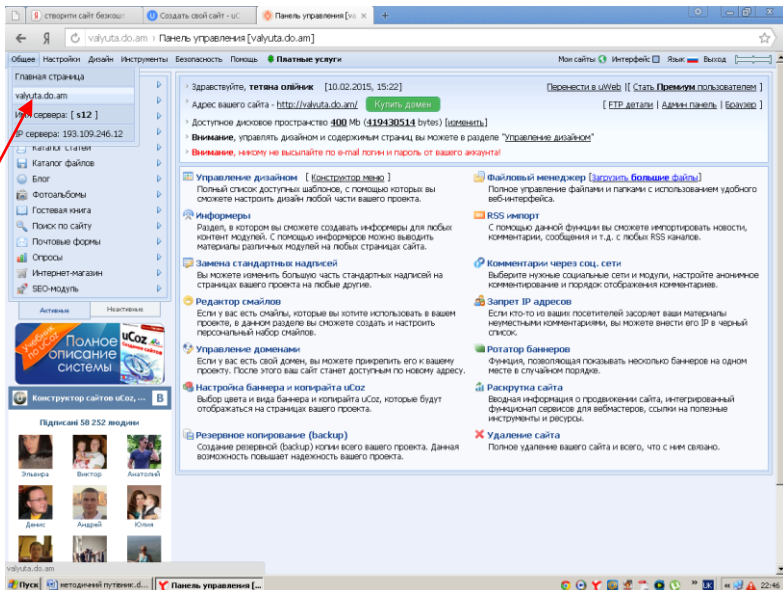 створити сайт безкош
Создать свой сайт - uC
Панель управления [va
valyuta.do.am › Панель управления [valyuta.do.am]
Общее Настройки Дизайн Инструменты Безопасность Помощь Платные услуги
Мои сайты Интерфейс Язык Выход
Главная страница
valyuta.do.am
Имя сервера: [ s12 ]
IP сервера: 193.109.246.12
Каталог статей
Каталог файлов
Блог
Фотоальбомы
Гостевая книга
Поиск по сайту
Почтовые формы
Опросы
Интернет-магазин
SEO-модуль
Активные Неактивные
Учебник по uCoz
Полное описание системы
uCoz
Создание сайтов
Конструктор сайтов uCoz, ... B
Підписані 58 252 людини
Эльвира Виктор Анатолий
Денис Андрей Юлия
Здравствуйте, тетяна олійник [10.02.2015, 15:22]
Перенести в uWeb |[ Стать Премиум пользователем ]
Адрес вашего сайта - http://valyuta.do.am/ Купить домен
[ FTP детали | Админ панель | Браузер ]
Доступное дисковое пространство 400 Mb (419430514 bytes) [изменить]
Внимание, управлять дизайном и содержимым страниц вы можете в разделе "Управление дизайном"
Внимание, никому не высылайте по e-mail логин и пароль от вашего аккаунта!
Управление дизайном [ Конструктор меню ]
Полный список доступных шаблонов, с помощью которых вы
сможете настроить дизайн любой части вашего проекта.
Файловый менеджер [Загрузить большие файлы]
Полное управление файлами и папками с использованием удобного
веб-интерфейса.
Информеры
Раздел, в котором вы сможете создавать информеры для любых
контент модулей. С помощью информеров можно выводить
материалы различных модулей на любых страницах сайта.
RSS импорт
С помощью данной функции вы сможете импортировать новости,
комментарии, сообщения и т.д. с любых RSS каналов.
Замена стандартных надписей
Вы можете изменить большую часть стандартных надписей на
страницах вашего проекта на любые другие.
Комментарии через соц. сети
Выберите нужные социальные сети и модули, настройте анонимное
комментирование и порядок отображения комментариев.
Редактор смайлов
Если у вас есть смайлы, которые вы хотите использовать в вашем
проекте, в данном разделе вы сможете создать и настроить
персональный набор смайлов.
Запрет IP адресов
Если кто-то из ваших посетителей засоряет ваши материалы
неуместными комментариями, вы можете внести его IP в черный
список.
Управление доменами
Если у вас есть свой домен, вы можете прикрепить его к вашему
проекту. После этого ваш сайт станет доступным по новому адресу.
Ротатор баннеров
Функция, позволяющая показывать несколько баннеров на одном
месте в случайном порядке.
Настройка баннера и копирайта uCoz
Выбор цвета и вида баннера и копирайта uCoz, которые будут
отображаться на страницах вашего проекта.
Раскрутка сайта
Вводная информация о продвижении сайта, интегрированный
функционал сервисов для вебмастеров, ссылки на полезные
инструменты и ресурсы.
Резервное копирование (backup)
Создание резервной (backup) копии всего вашего проекта. Данная
возможность повышает надежность вашего проекта.
Удаление сайта
Полное удаление вашего сайта и всего, что с ним связано.
valyuta.do.am
Пуск методичний путівник.d... Панель управления [... UK 22:46